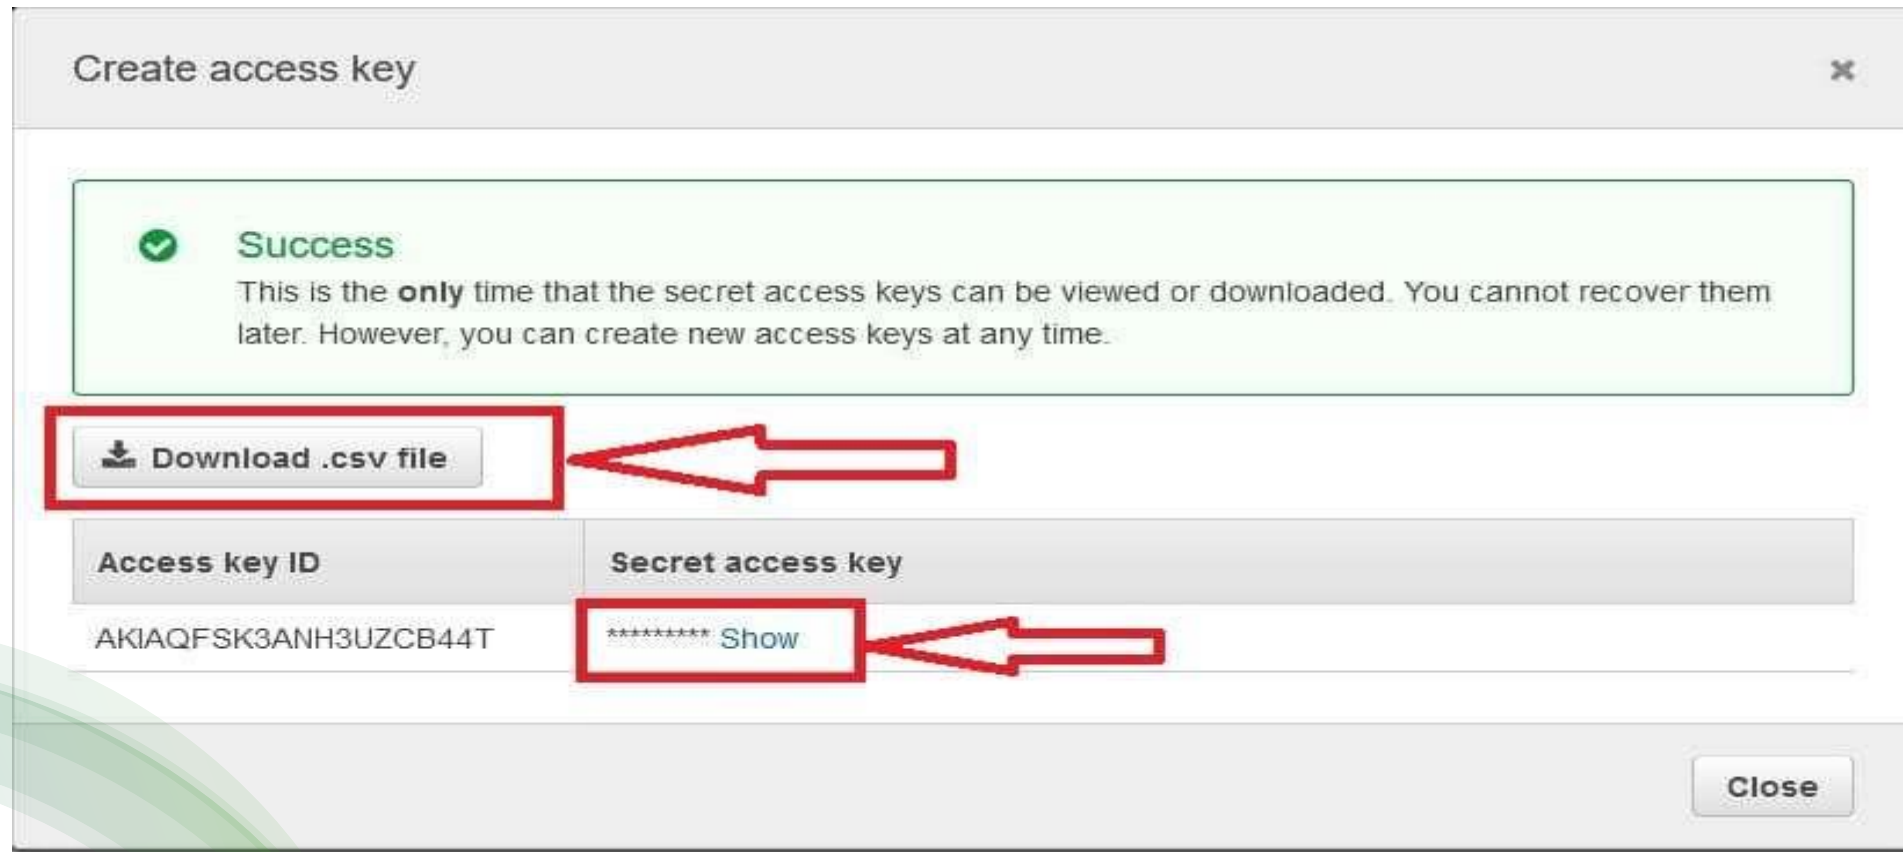 Create access key
Success
This is the only time that the secret access keys can be viewed or downloaded. You cannot recover them
later. However, you can create new access keys at any time.
Download .csv file
Access key ID Secret access key
AKIAQFSK3ANH3UZCB44T ********* Show
Close